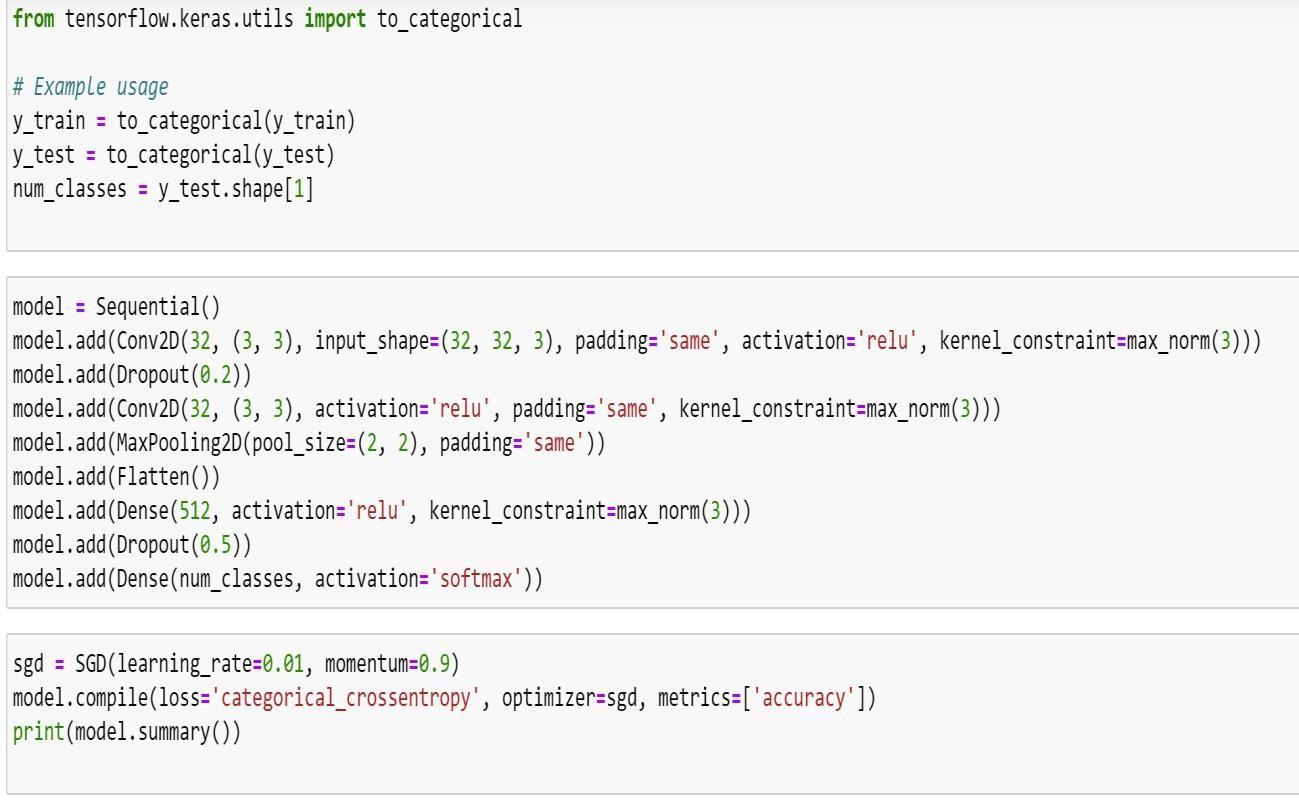 from tensorflow.keras.utils import to_categorical
# Example usage
y_train = to_categorical(y_train)
y_test = to_categorical(y_test)
num_classes = y_test.shape[1]
model = Sequential()
model.add(Conv2D(32, (3, 3), input_shape=(32, 32, 3), padding='same', activation='relu', kernel_constraint=max_norm(3)))
model.add(Dropout(0.2))
model.add(Conv2D(32, (3, 3), activation='relu', padding='same', kernel_constraint=max_norm(3)))
model.add(MaxPooling2D(pool_size=(2, 2), padding='same'))
model.add(Flatten())
model.add(Dense(512, activation='relu', kernel_constraint=max_norm(3)))
model.add(Dropout(0.5))
model.add(Dense(num_classes, activation='softmax'))
sgd = SGD(learning_rate=0.01, momentum=0.9)
model.compile(loss='categorical_crossentropy', optimizer=sgd, metrics=['accuracy'])
print(model.summary())